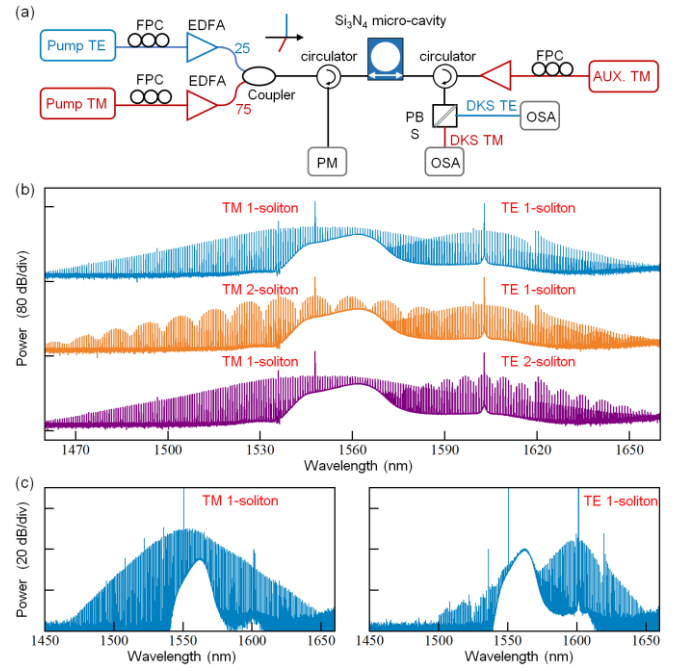 (a)
FPC EDFA
Pump TE
25
Si₃N₄ micro-cavity
circulator circulator
FPC EDFA
FPC
Pump TM
75
Coupler
AUX. TM
DKS TE
OSA
PB
S
DKS TM
PM
OSA
(b)
TM 1-soliton TE 1-soliton
TM 2-soliton TE 1-soliton
TM 1-soliton TE 2-soliton
Power (80 dB/div)
1470 1500 1530 1560 1590 1620 1650
Wavelength (nm)
(c)
TM 1-soliton
TE 1-soliton
Power (20 dB/div)
1450 1500 1550 1600 1650
1450 1500 1550 1600 1650
Wavelength (nm)
Wavelength (nm)